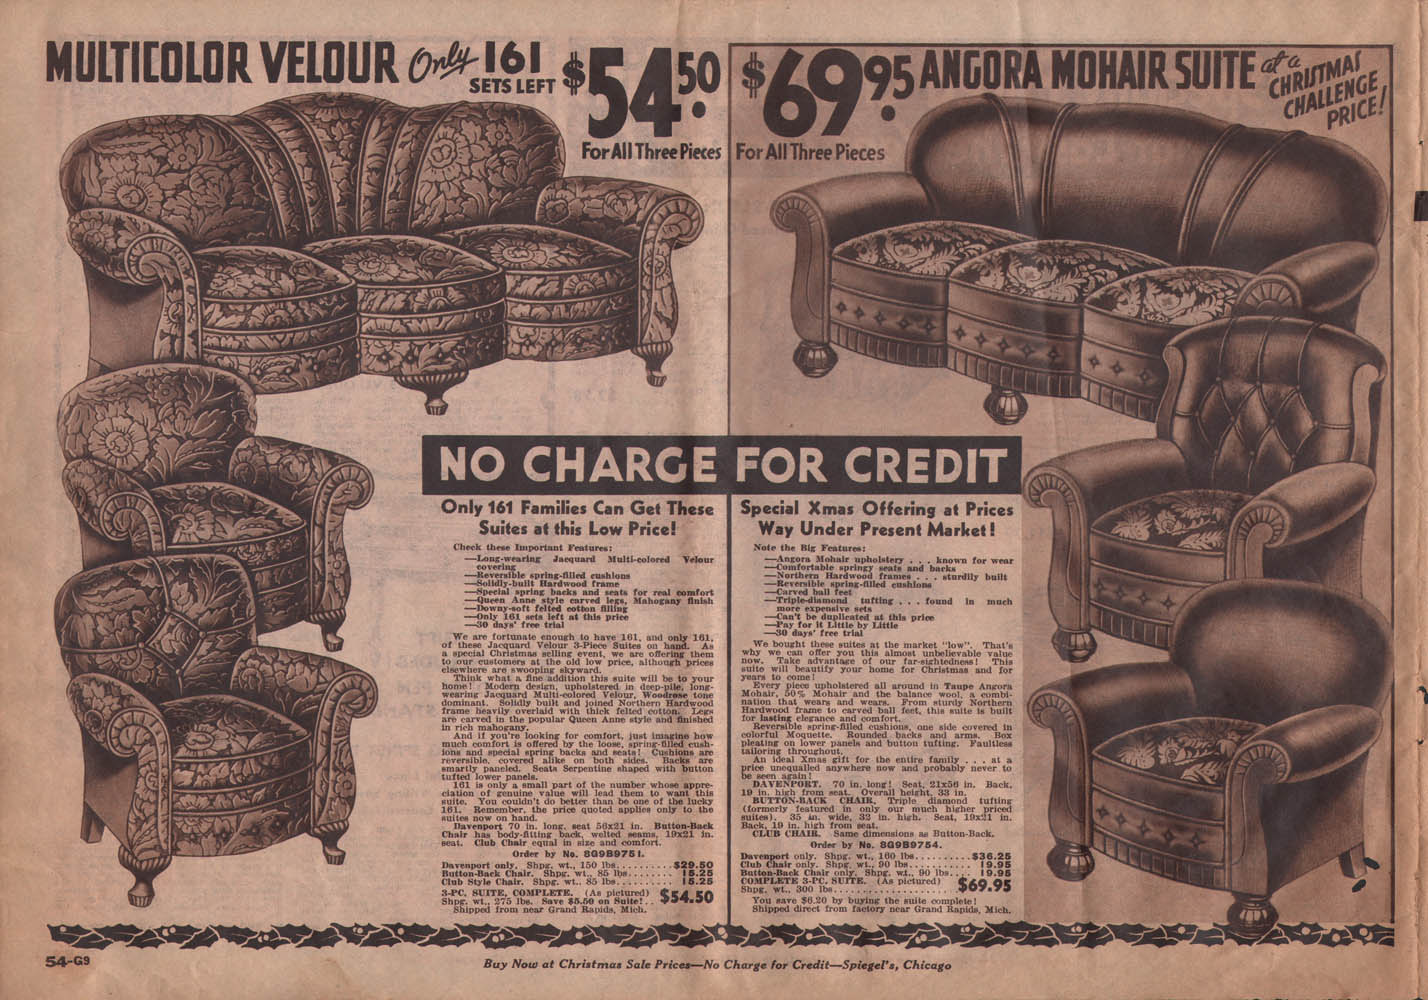 MULTICOLOR VELOUR Only 161
SETS LEFT
$54.50
For All Three Pieces
$69.95
For All Three Pieces
ANGORA MOHAIR SUITE at a
CHRISTMAS
CHALLENGE
PRICE!
NO CHARGE FOR CREDIT
Only 161 Families Can Get These
Suites at this Low Price!
Check these Important Features:
—Long-wearing Jacquard Multi-colored Velour
covering
—Reversible spring-filled cushions
—Solidly-built Hardwood frame
—Special spring backs and seats for real comfort
—Queen Anne style carved legs, Mahogany finish
—Downy-soft felted cotton filling
—Only 161 sets left at this price
—30 days' free trial
We are fortunate enough to have 161, and only 161,
of these Jacquard Velour 3-Piece Suites on hand. As
a special Christmas selling event, we are offering them
to our customers at the old low price, although prices
elsewhere are swooping skyward.
Think what a fine addition this suite will be to your
home! Modern design, upholstered in deep-pile, long-
wearing Jacquard Multi-colored Velour, Woodrose tone
dominant. Solidly built and joined Northern Hardwood
frame heavily overlaid with thick felted cotton. Legs
are carved in the popular Queen Anne style and finished
in rich mahogany.
And if you're looking for comfort, just imagine how
much comfort is offered by the loose, spring-filled cush-
ions and special spring backs and seats! Cushions are
reversible, covered alike on both sides. Backs are
smartly paneled. Seats Serpentine shaped with button
tufted lower panels.
161 is only a small part of the number whose appre-
ciation of genuine value will lead them to want this
suite. You couldn't do better than be one of the lucky
161. Remember, the price quoted applies only to the
suites now on hand.
Davenport 70 in. long, seat 56x21 in. Button-Back
Chair has body-fitting back, welted seams, 19x21 in.
seat. Club Chair equal in size and comfort.
Order by No. 8G9B9751.
Davenport only. Shpg. wt., 150 lbs..........$29.50
Button-Back Chair. Shpg. wt., 85 lbs........ 15.25
Club Style Chair. Shpg. wt., 85 lbs.......... 15.25
3-PC. SUITE, COMPLETE. (As pictured)
Shpg. wt., 275 lbs. Save $5.50 on Suite!.. $54.50
Shipped from near Grand Rapids, Mich.
Special Xmas Offering at Prices
Way Under Present Market!
Note the Big Features:
—Angora Mohair upholstery . . . known for wear
—Comfortable springy seats and backs
—Northern Hardwood frames . . . sturdily built
—Reversible spring-filled cushions
—Carved ball feet
—Triple-diamond tufting . . . found in much
more expensive sets
—Can't be duplicated at this price
—Pay for it Little by Little
—30 days' free trial
We bought these suites at the market "low". That's
why we can offer you this almost unbelievable value
now. Take advantage of our far-sightedness! This
suite will beautify your home for Christmas and for
years to come!
Every piece upholstered all around in Taupe Angora
Mohair, 50% Mohair and the balance wool, a combi-
nation that wears and wears. From sturdy Northern
Hardwood frame to carved ball feet, this suite is built
for lasting elegance and comfort.
Reversible spring-filled cushions, one side covered in
colorful Moquette. Rounded backs and arms. Box
pleating on lower panels and button tufting. Faultless
tailoring throughout.
An ideal Xmas gift for the entire family . . . at a
price unequalled anywhere now and probably never to
be seen again!
DAVENPORT. 70 in. long! Seat, 21x56 in. Back,
19 in. high from seat. Overall height, 33 in.
BUTTON-BACK CHAIR, Triple diamond tufting
(formerly featured in only our much higher priced
suites). 35 in. wide, 32 in. high. Seat, 19x21 in.
Back, 19 in. high from seat.
CLUB CHAIR. Same dimensions as Button-Back.
Order by No. 8G9B9754.
Davenport only. Shpg. wt., 160 lbs..........$36.25
Club Chair only. Shpg. wt., 90 lbs.......... 19.95
Button-Back Chair only. Shpg. wt., 90 lbs.... 19.95
COMPLETE 3-PC. SUITE. (As pictured)
Shpg. wt., 300 lbs...................... $69.95
You save $6.20 by buying the suite complete!
Shipped direct from factory near Grand Rapids, Mich.
54-G9
Buy Now at Christmas Sale Prices—No Charge for Credit—Spiegel's, Chicago